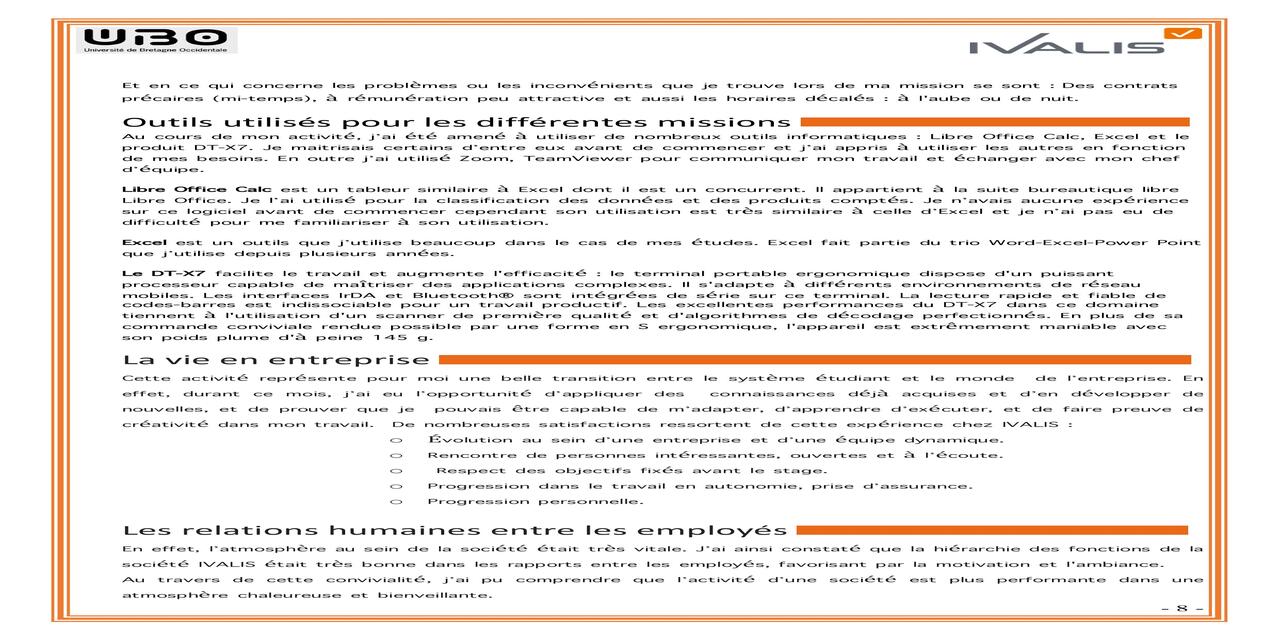 UBO
Université de Bretagne Occidentale
IVALIS
Et en ce qui concerne les problèmes ou les inconvénients que je trouve lors de ma mission se sont : Des contrats
précaires (mi-temps), à rémunération peu attractive et aussi les horaires décalés : à l'aube ou de nuit.
Outils utilisés pour les différentes missions
Au cours de mon activité, j'ai été amené à utiliser de nombreux outils informatiques : Libre Office Calc, Excel et le
produit DT-X7. Je maitrisais certains d'entre eux avant de commencer et j'ai appris à utiliser les autres en fonction
de mes besoins. En outre j'ai utilisé Zoom, TeamViewer pour communiquer mon travail et échanger avec mon chef
d'équipe.
Libre Office Calc est un tableur similaire à Excel dont il est un concurrent. Il appartient à la suite bureautique libre
Libre Office. Je l'ai utilisé pour la classification des données et des produits comptés. Je n'avais aucune expérience
sur ce logiciel avant de commencer cependant son utilisation est très similaire à celle d'Excel et je n'ai pas eu de
difficulté pour me familiariser à son utilisation.
Excel est un outils que j'utilise beaucoup dans le cas de mes études. Excel fait partie du trio Word-Excel-Power Point
que j'utilise depuis plusieurs années.
Le DT-X7 facilite le travail et augmente l'efficacité : le terminal portable ergonomique dispose d'un puissant
processeur capable de maîtriser des applications complexes. Il s'adapte à différents environnements de réseau
mobiles. Les interfaces IrDA et Bluetooth® sont intégrées de série sur ce terminal. La lecture rapide et fiable de
codes-barres est indissociable pour un travail productif. Les excellentes performances du DT-X7 dans ce domaine
tiennent à l'utilisation d'un scanner de première qualité et d'algorithmes de décodage perfectionnés. En plus de sa
commande conviviale rendue possible par une forme en S ergonomique, l'appareil est extrêmement maniable avec
son poids plume d'à peine 145 g.
La vie en entreprise
Cette activité représente pour moi une belle transition entre le système étudiant et le monde de l'entreprise. En
effet, durant ce mois, j'ai eu l'opportunité d'appliquer des connaissances déjà acquises et d'en développer de
nouvelles, et de prouver que je pouvais être capable de m'adapter, d'apprendre d'exécuter, et de faire preuve de
créativité dans mon travail. De nombreuses satisfactions ressortent de cette expérience chez IVALIS :
o Évolution au sein d'une entreprise et d'une équipe dynamique.
o Rencontre de personnes intéressantes, ouvertes et à l'écoute.
o Respect des objectifs fixés avant le stage.
o Progression dans le travail en autonomie, prise d'assurance.
o Progression personnelle.
Les relations humaines entre les employés
En effet, l'atmosphère au sein de la société était très vitale. J'ai ainsi constaté que la hiérarchie des fonctions de la
société IVALIS était très bonne dans les rapports entre les employés, favorisant par la motivation et l'ambiance.
Au travers de cette convivialité, j'ai pu comprendre que l'activité d'une société est plus performante dans une
atmosphère chaleureuse et bienveillante.
- 8 -